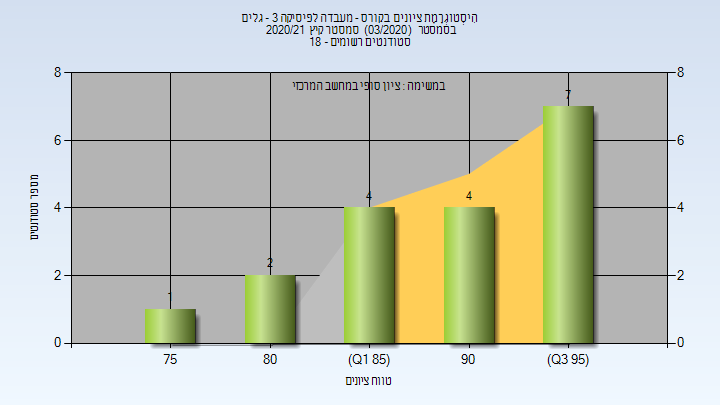 היסטוגרמת ציונים בקורס - מעבדה לפיסיקה 3 - גלים
בסמסטר (03/2020) סמסטר קיץ 2020/21
סטודנטים רשומים - 18
במשימה : ציון סופי במחשב המרכזי
8 8
7
6 6
מספר סטודנטים
4 4 4 4
2 2 2
1
0 0
75 80 (Q1 85) 90 (Q3 95)
טווח ציונים